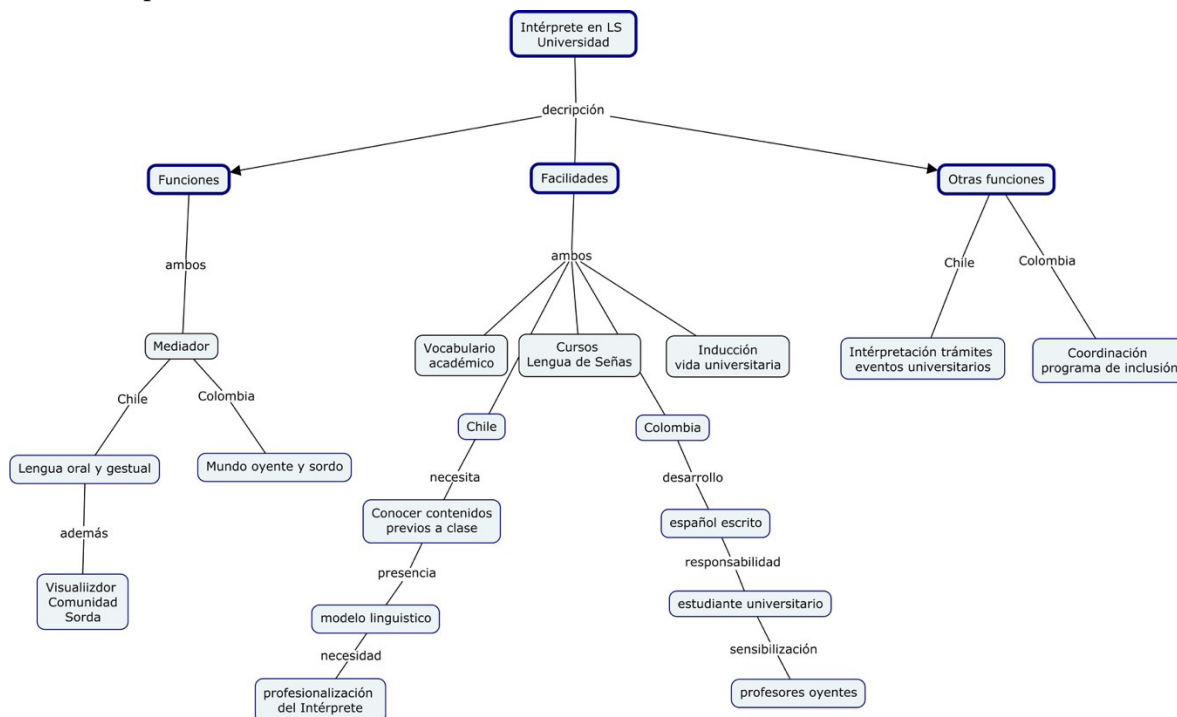 Intérprete en LS
Universidad
decripción
Funciones
Facilidades
Otras funciones
ambos
ambos
Chile
Colombia
Mediador
Vocabulario
académico
Cursos
Lengua de Señas
Inducción
vida universitaria
Intérpretación trámites
eventos universitarios
Coordinación
programa de inclusión
Chile
Colombia
Chile
Colombia
Lengua oral y gestual
Mundo oyente y sordo
necesita
desarrollo
además
Conocer contenidos
previos a clase
español escrito
presencia
responsabilidad
Visualiizdor
Comunidad
Sorda
modelo linguistico
estudiante universitario
necesidad
sensibilización
profesionalización
del Intérprete
profesores oyentes